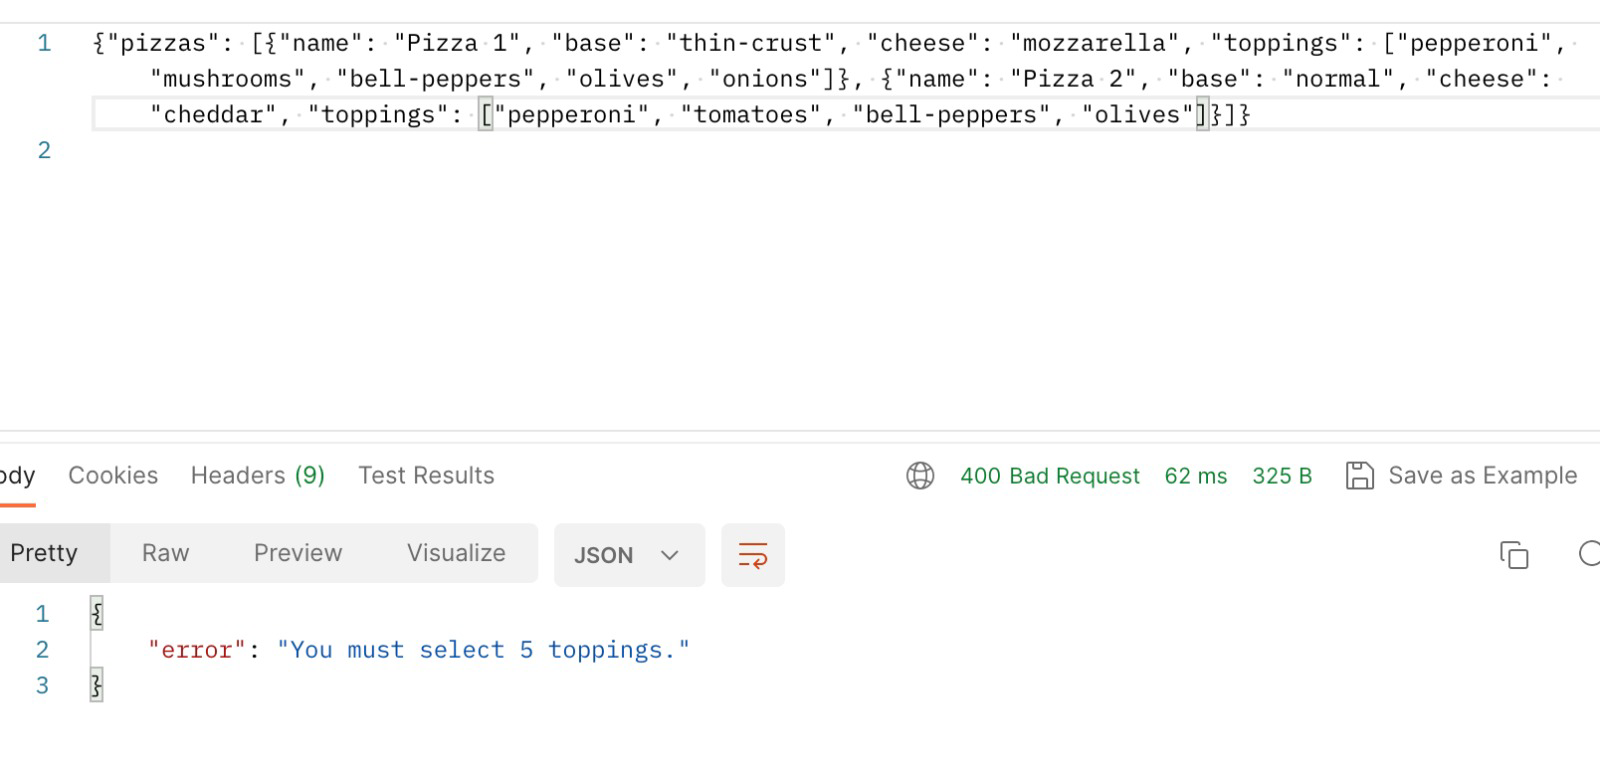 1 {"pizzas": [{"name": "Pizza 1", "base": "thin-crust", "cheese": "mozzarella", "toppings": ["pepperoni",
"mushrooms", "bell-peppers", "olives", "onions"]}, {"name": "Pizza 2", "base": "normal", "cheese":
"cheddar", "toppings": ["pepperoni", "tomatoes", "bell-peppers", "olives"]}]}
2
ody Cookies Headers (9) Test Results 400 Bad Request 62 ms 325 B Save as Example
Pretty Raw Preview Visualize JSON
1 {
2 "error": "You must select 5 toppings."
3 }